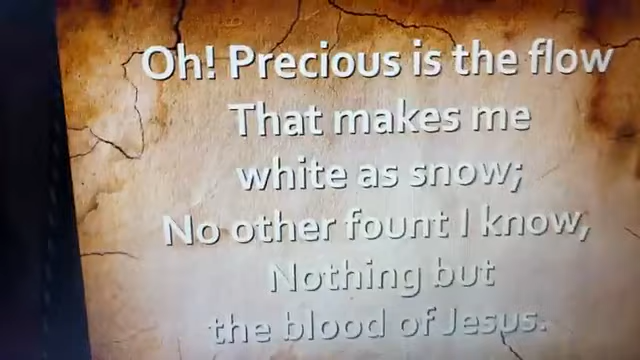 Oh! Precious is the flow
That makes me
white as snow;
No other fount I know,
Nothing but
the blood of Jesus.